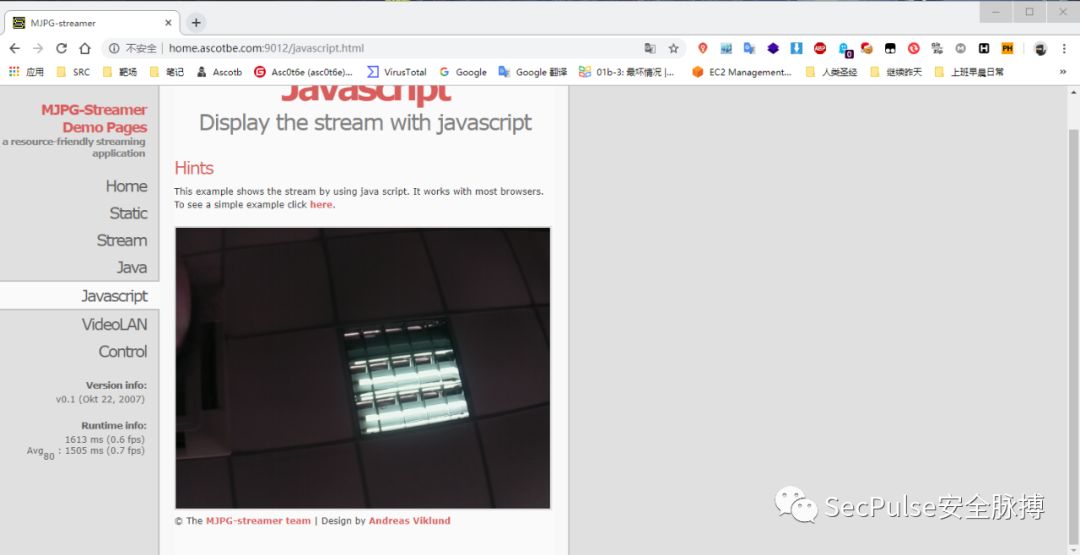 MJPG-streamer
不安全 | home.ascotbe.com:9012/javascript.html
应用 SRC 靶场 笔记 Ascotb Asc0t6e (asc0t6e)... VirusTotal Google Google 翻译 01b-3: 最坏情况 |... EC2 Management... 人类圣经 继续昨天 上班早晨日常 »
MJPG-Streamer
Demo Pages
a resource-friendly streaming
application
Home
Static
Stream
Java
Javascript
VideoLAN
Control
Version info:
v0.1 (Okt 22, 2007)
Runtime info:
1613 ms (0.6 fps)
Avg80 : 1505 ms (0.7 fps)
Javascript
Display the stream with javascript
Hints
This example shows the stream by using java script. It works with most browsers.
To see a simple example click here.
© The MJPG-streamer team | Design by Andreas Viklund
SecPulse安全脉搏